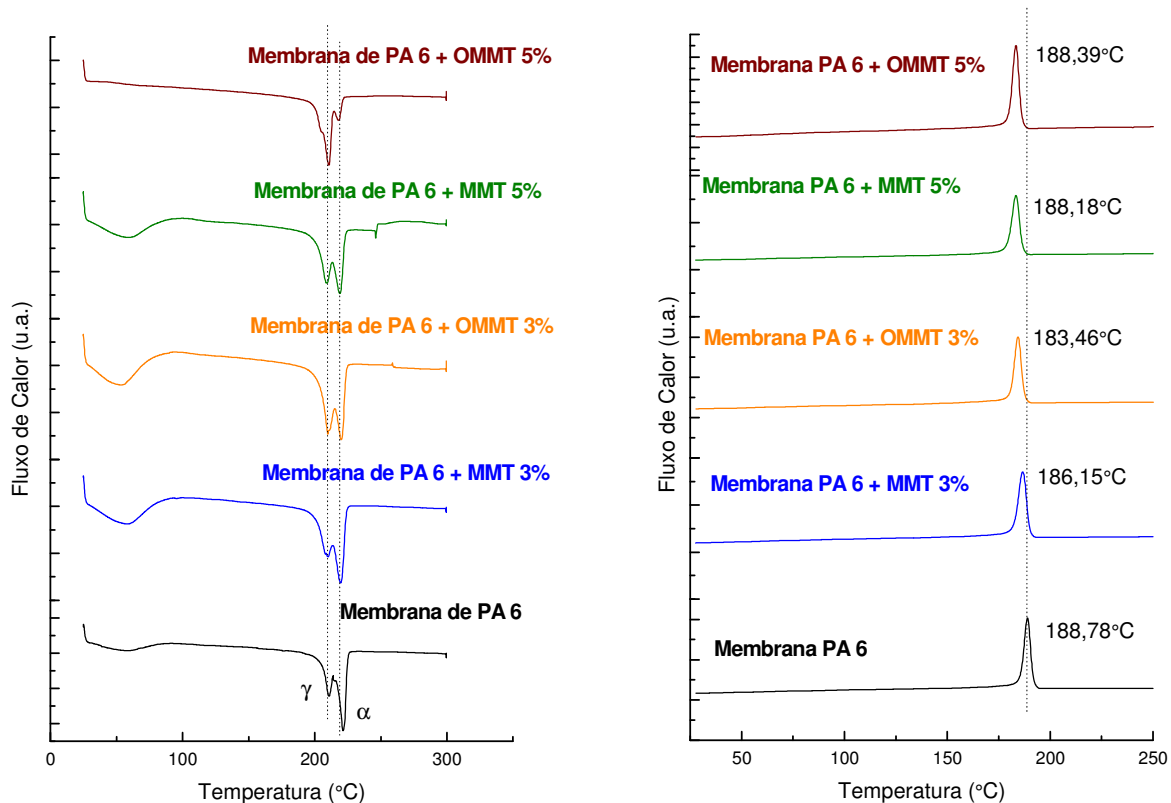 Membrana de PA 6 + OMMT 5%
Membrana de PA 6 + MMT 5%
Membrana de PA 6 + OMMT 3%
Membrana de PA 6 + MMT 3%
Membrana de PA 6
γ
α
Fluxo de Calor (u.a.)
0
100
200
300
Temperatura (°C)
Membrana PA 6 + OMMT 5%
188,39°C
Membrana PA 6 + MMT 5%
188,18°C
Membrana PA 6 + OMMT 3%
183,46°C
Membrana PA 6 + MMT 3%
186,15°C
Membrana PA 6
188,78°C
Fluxo de Calor (u.a.)
50
100
150
200
250
Temperatura (°C)